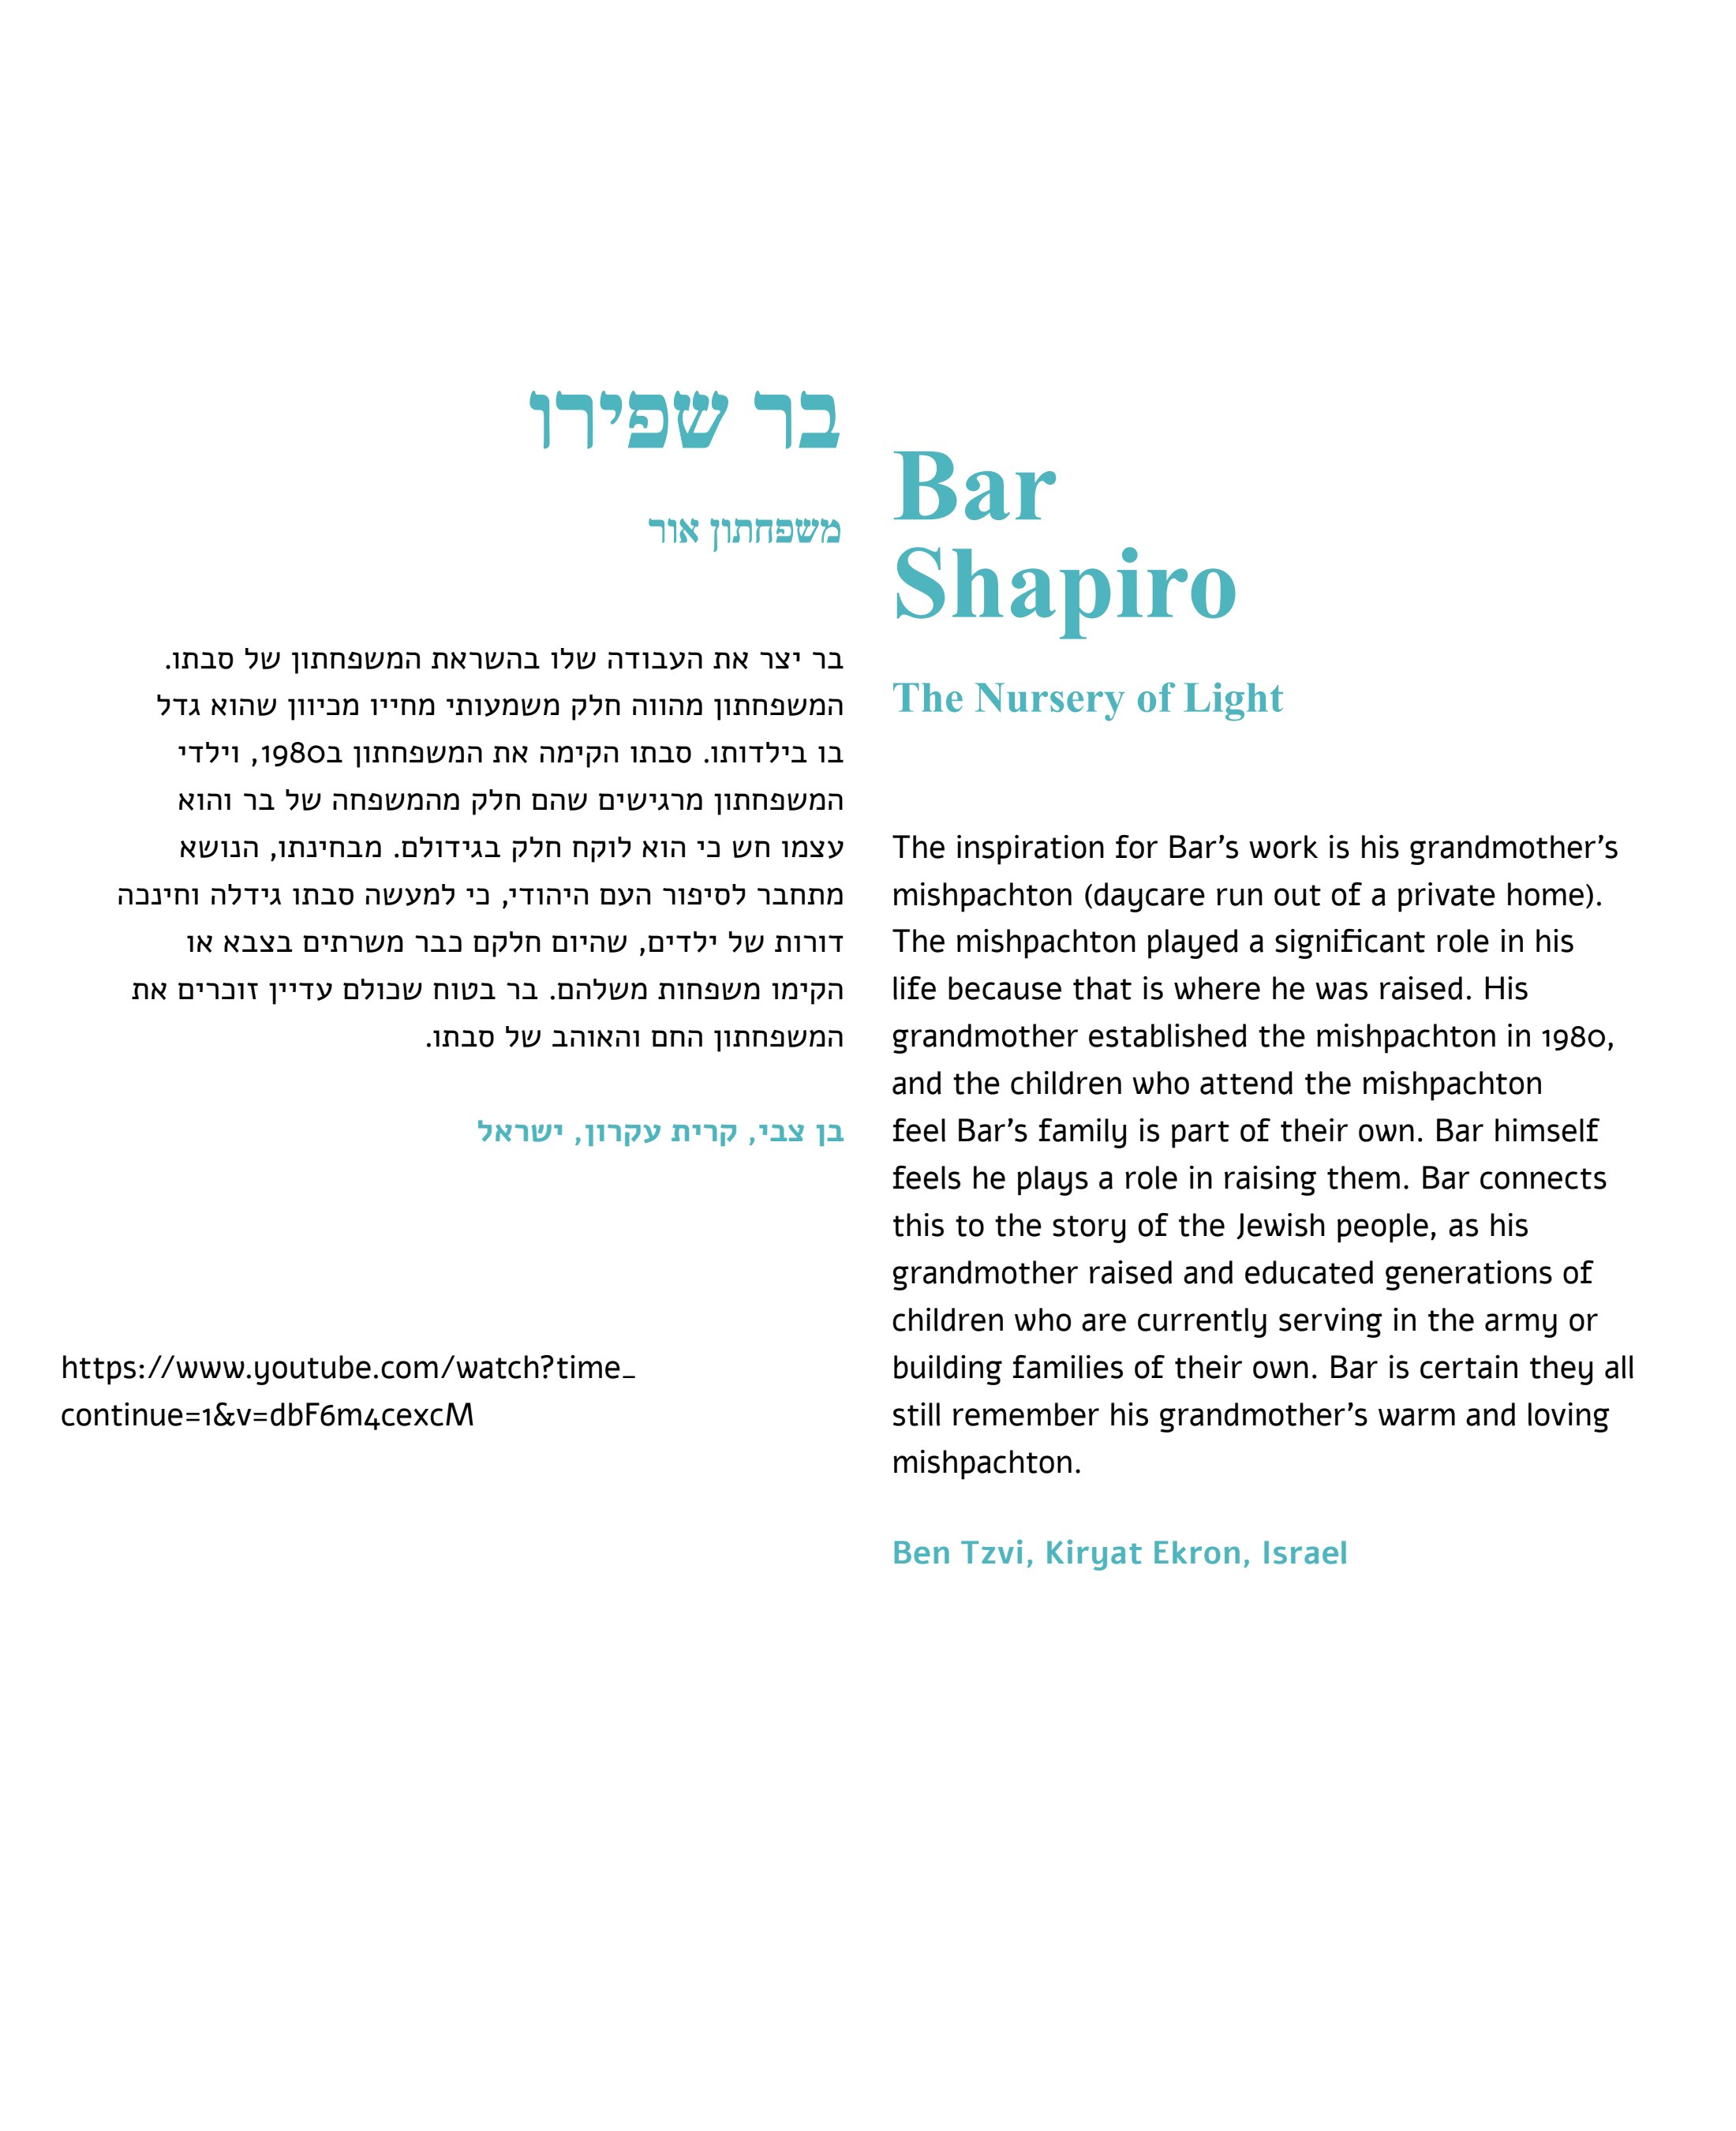 בר שפירו
משפחתון אור
בר יצר את העבודה שלו בהשראת המשפחתון של סבתו.
המשפחתון מהווה חלק משמעותי מחייו מכיוון שהוא גדל
בו בילדותו. סבתו הקימה את המשפחתון ב1980, וילדי
המשפחתון מרגישים שהם חלק מהמשפחה של בר והוא
עצמו חש כי הוא לוקח חלק בגידולם. מבחינתו, הנושא
מתחבר לסיפור העם היהודי, כי למעשה סבתו גידלה וחינכה
דורות של ילדים, שהיום חלקם כבר משרתים בצבא או
הקימו משפחות משלהם. בר בטוח שכולם עדיין זוכרים את
המשפחתון החם והאוהב של סבתו.
בן צבי, קרית עקרון, ישראל
https://www.youtube.com/watch?time_
continue=1&v=dbF6m4cexcM
Bar
Shapiro
The Nursery of Light
The inspiration for Bar's work is his grandmother's
mishpachton (daycare run out of a private home).
The mishpachton played a significant role in his
life because that is where he was raised. His
grandmother established the mishpachton in 1980,
and the children who attend the mishpachton
feel Bar's family is part of their own. Bar himself
feels he plays a role in raising them. Bar connects
this to the story of the Jewish people, as his
grandmother raised and educated generations of
children who are currently serving in the army or
building families of their own. Bar is certain they all
still remember his grandmother's warm and loving
mishpachton.
Ben Tzvi, Kiryat Ekron, Israel